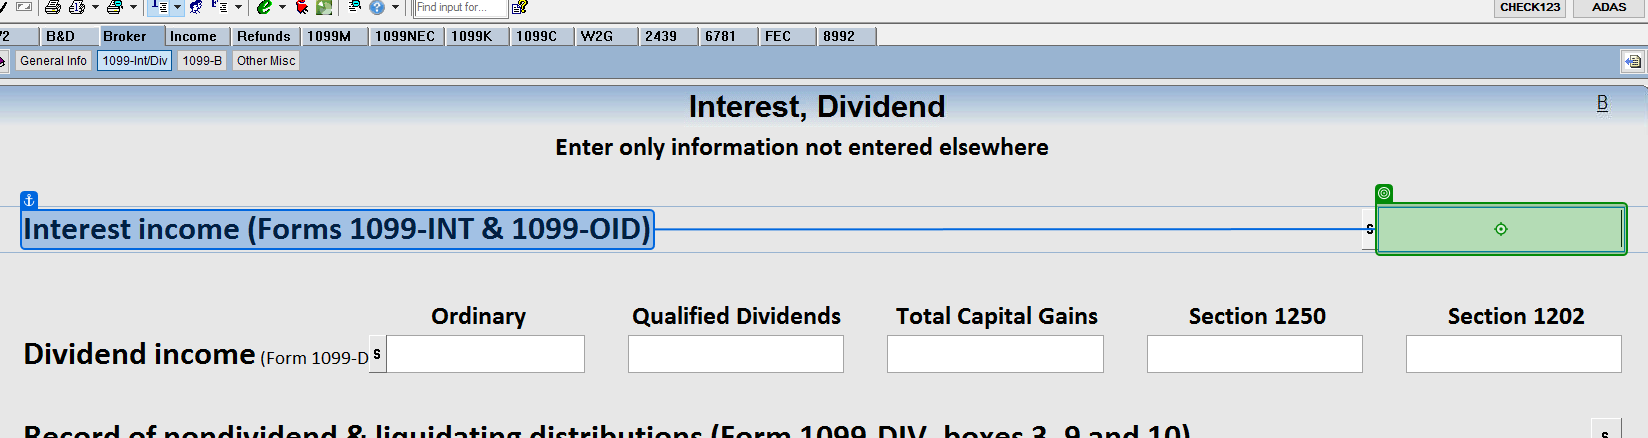 Find input for...
CHECK123
ADAS
B&D
Broker
Income
Refunds
1099M
1099NEC
1099K
1099C
W2G
2439
6781
FEC
8992
General Info
1099-Int/Div
1099-B
Other Misc
Interest, Dividend
B
Enter only information not entered elsewhere
Interest income (Forms 1099-INT & 1099-OID)
S
Ordinary
Qualified Dividends
Total Capital Gains
Section 1250
Section 1202
Dividend income (Form 1099-D
S
Record of nondividend & liquidating distributions (Form 1099-DIV, boxes 3, 9 and 10)
S